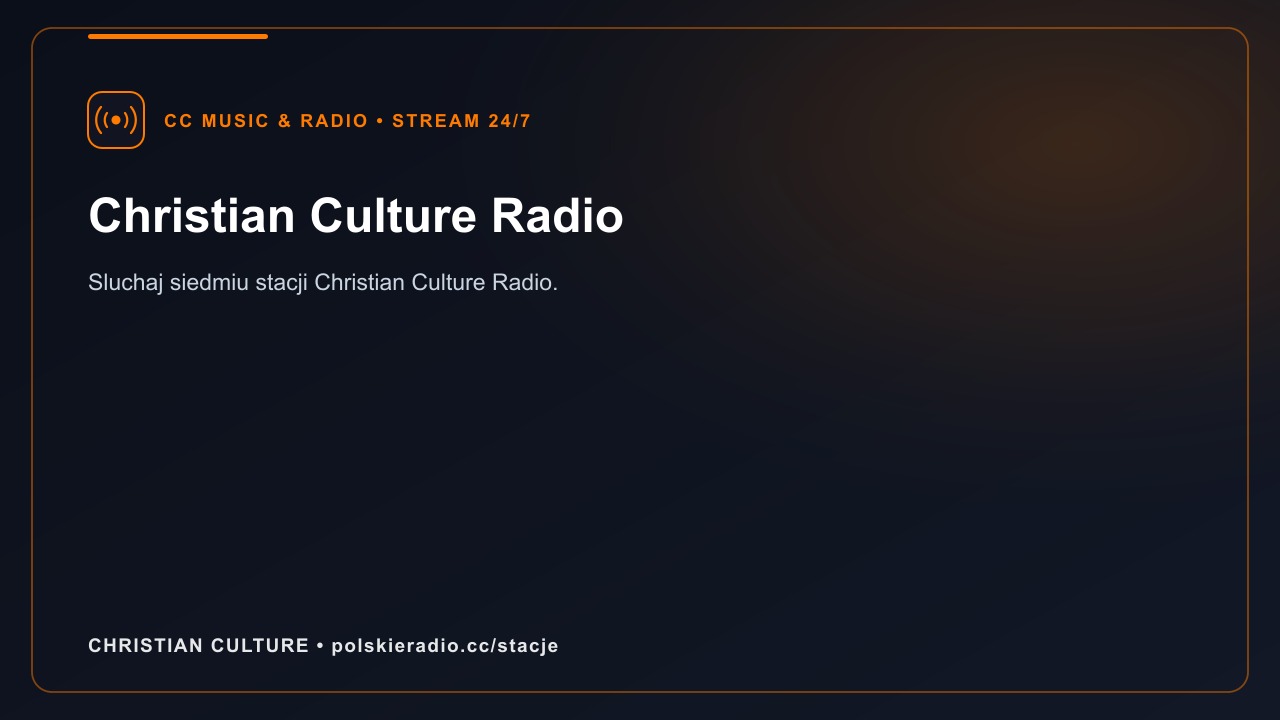 CC MUSIC & RADIO • STREAM 24/7
Christian Culture Radio
Sluchaj siedmiu stacji Christian Culture Radio.
CHRISTIAN CULTURE • polskieradio.cc/stacje